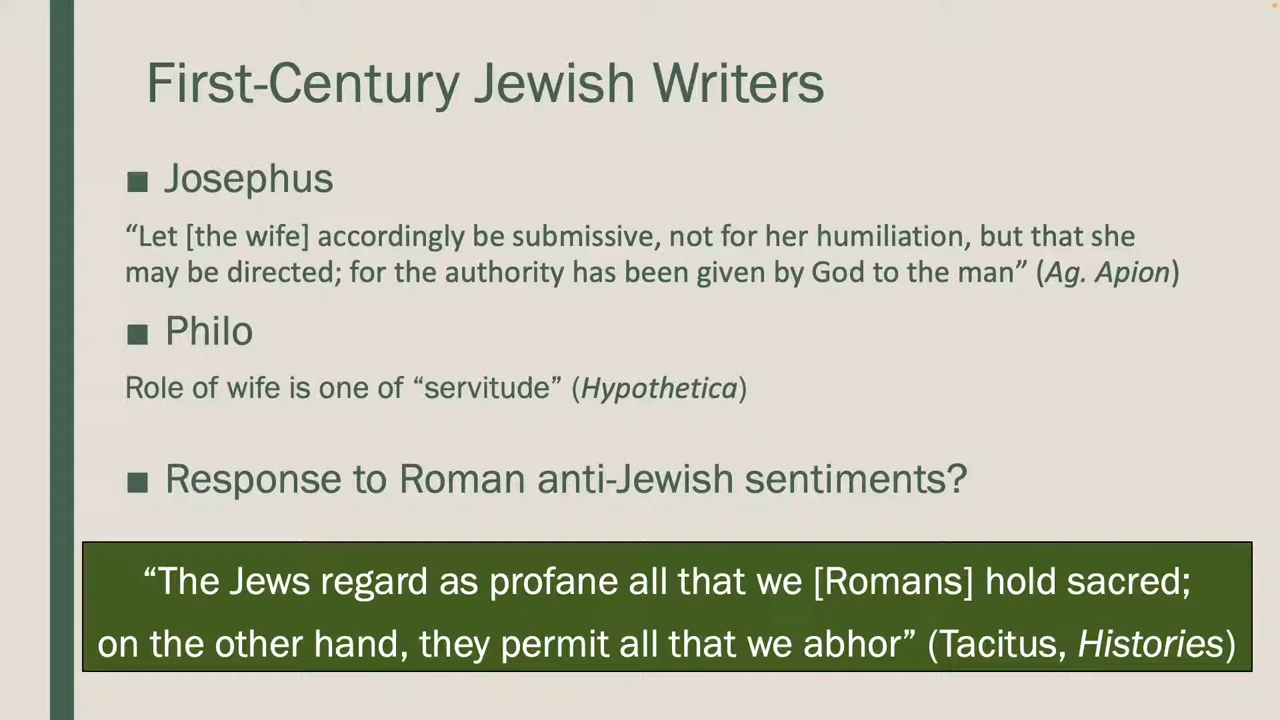 First-Century Jewish Writers
■ Josephus
“Let [the wife] accordingly be submissive, not for her humiliation, but that she
may be directed; for the authority has been given by God to the man” (Ag. Apion)
■ Philo
Role of wife is one of “servitude” (Hypothetica)
■ Response to Roman anti-Jewish sentiments?
“The Jews regard as profane all that we [Romans] hold sacred;
on the other hand, they permit all that we abhor” (Tacitus, Histories)